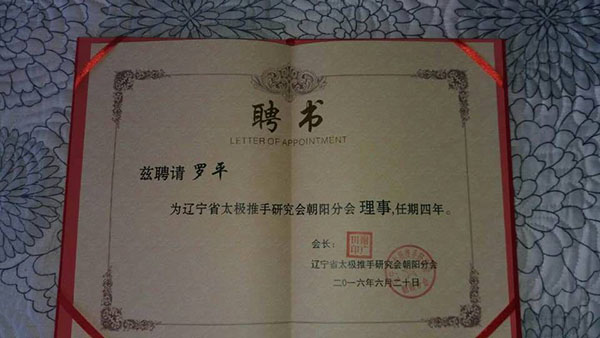 聘书
LETTER OF APPOINTMENT
兹聘请 罗平
为辽宁省太极推手研究会朝阳分会 理事,任期四年。
会长:
辽宁省太极推手研究会朝阳分会
二〇一六年六月二十日